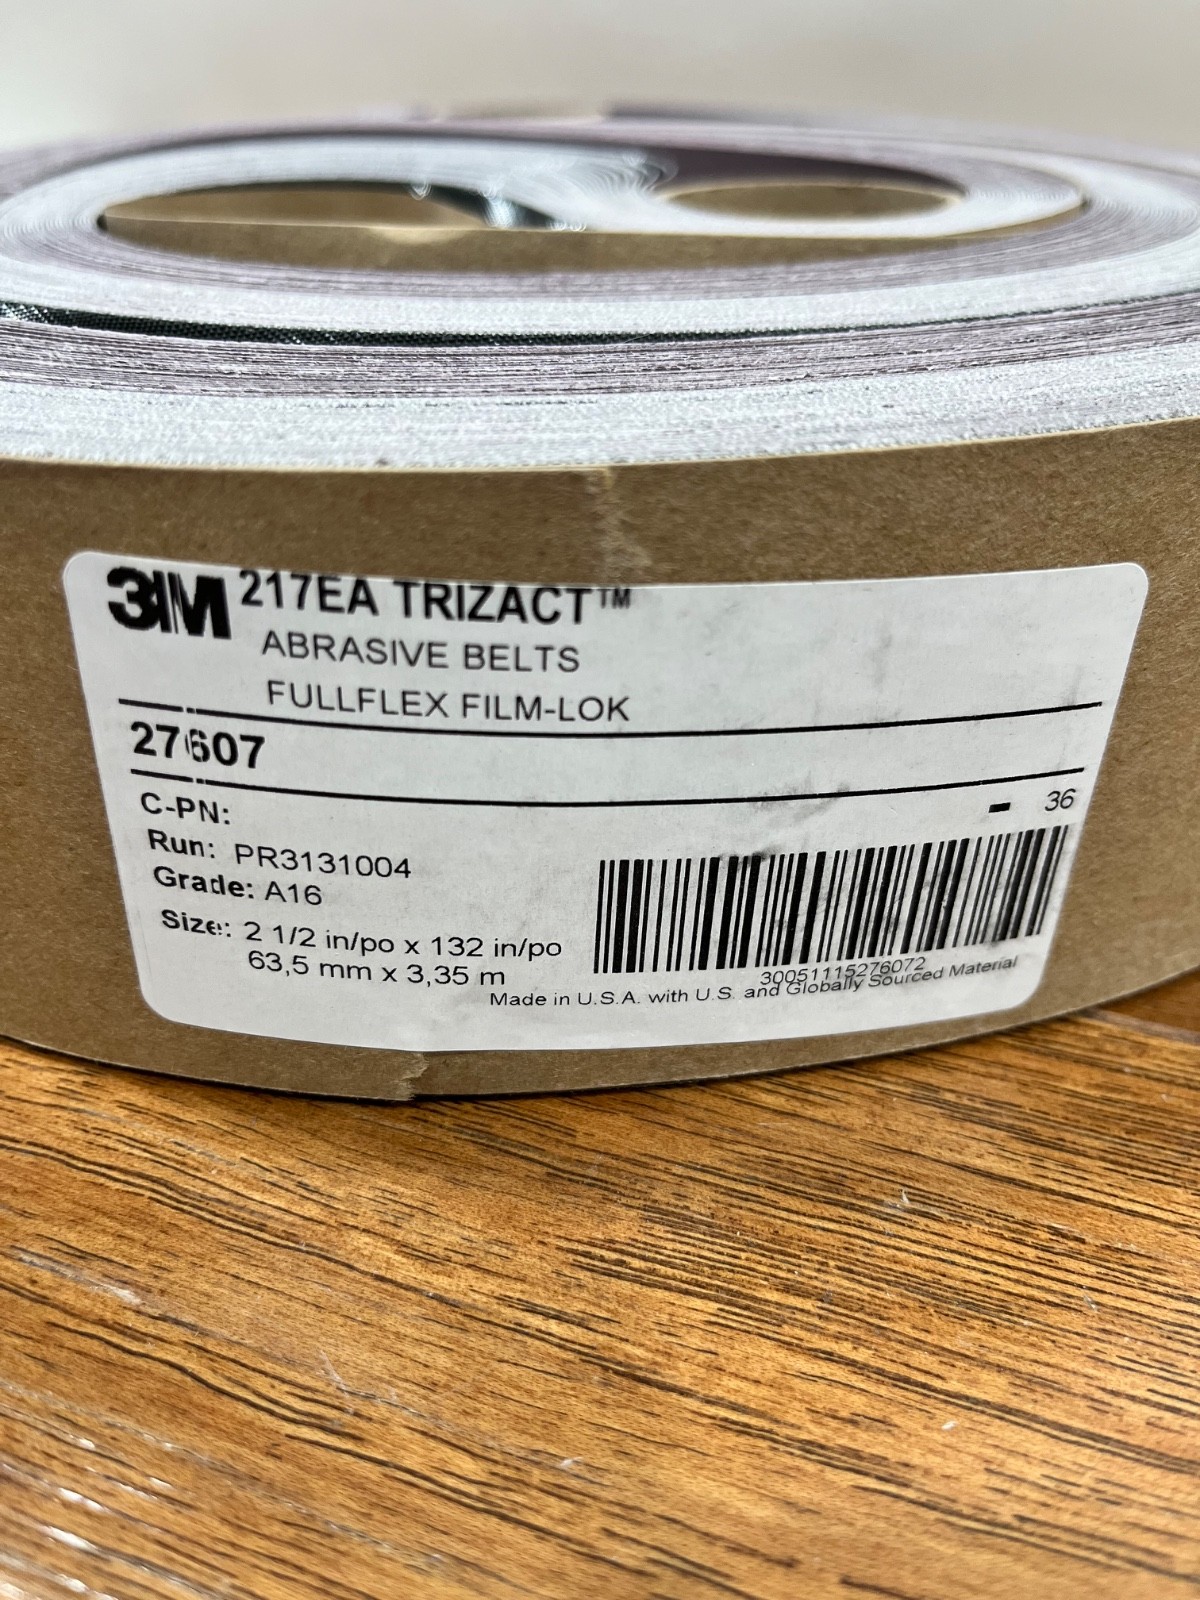 3M 217EA TRIZACT™
ABRASIVE BELTS
FULLFLEX FILM-LOK
27607
C-PN:
- 36
Run: PR3131004
Grade: A16
Size: 2 1/2 in/po x 132 in/po
63,5 mm x 3,35 m
30051115276072
Made in U.S.A. with U.S. and Globally Sourced Material